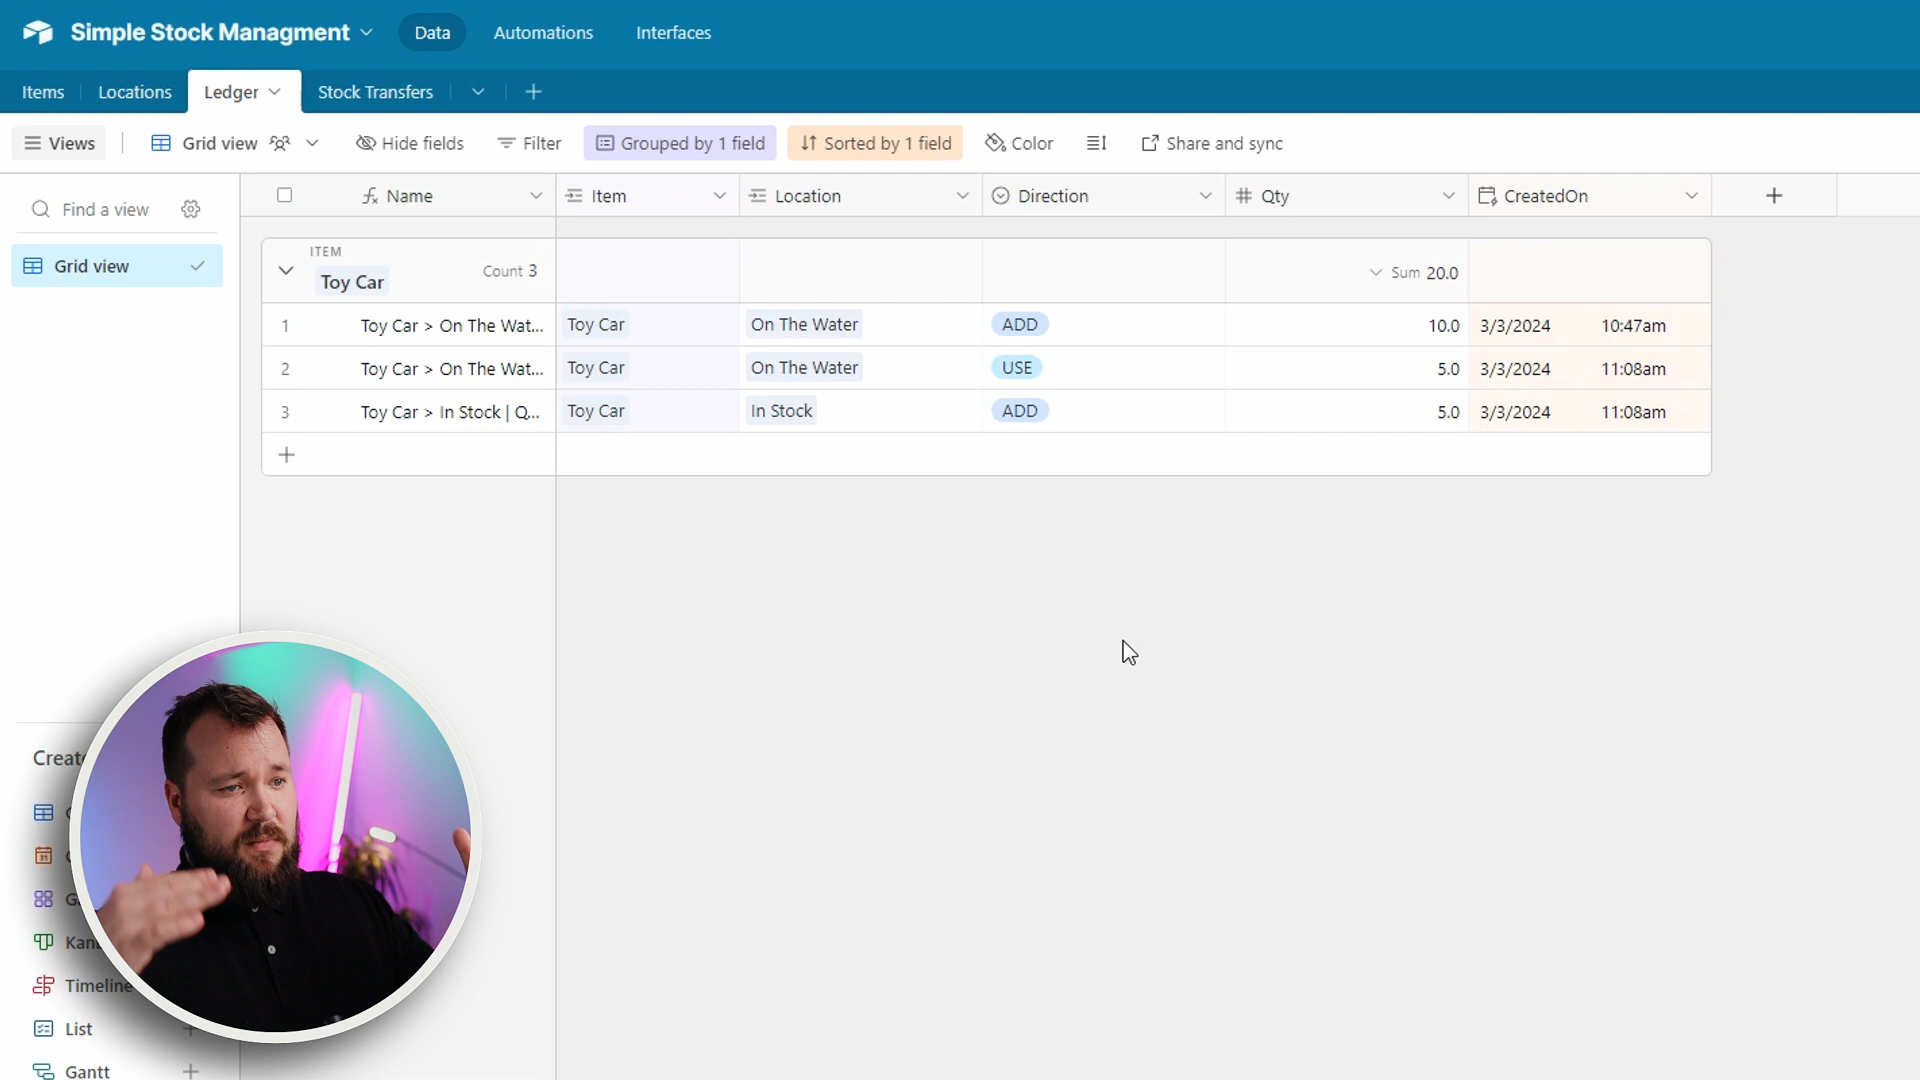 Simple Stock Managment
Data
Automations
Interfaces
Items
Locations
Ledger
Stock Transfers
Views
Grid view
Hide fields
Filter
Grouped by 1 field
Sorted by 1 field
Color
Share and sync
Find a view
Grid view
Name
Item
Location
Direction
Qty
CreatedOn
ITEM
Toy Car
Count 3
Sum 20.0
1 Toy Car > On The Wat... Toy Car On The Water ADD 10.0 3/3/2024 10:47am
2 Toy Car > On The Wat... Toy Car On The Water USE 5.0 3/3/2024 11:08am
3 Toy Car > In Stock | Q... Toy Car In Stock ADD 5.0 3/3/2024 11:08am
Timeline
List
Gantt